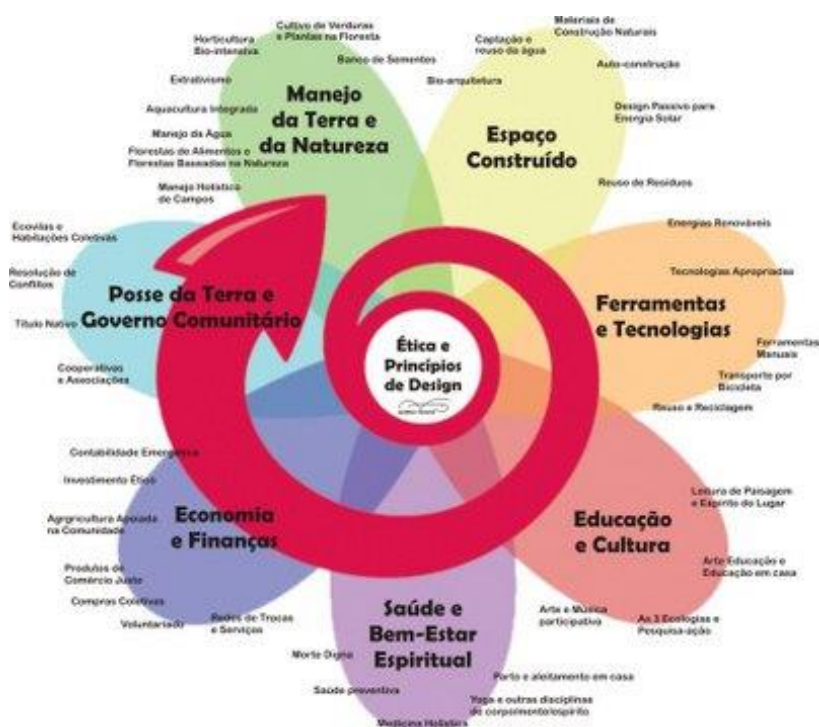 Cultivo de Verduras
e Plantas na Floresta
Horticultura
Bio-intensiva
Banco de Sementes
Extrativismo
Aquacultura Integrada
Manejo da Água
Florestas de Alimentos e
Florestas Baseadas na Natureza
Manejo Holístico
de Campos
Manejo
da Terra e
da Natureza
Materiais de
Construção Naturais
Captação e
reuso da água
Auto-construção
Bio-arquitetura
Design Passivo para
Energia Solar
Reuso de Resíduos
Espaço
Construído
Energias Renováveis
Tecnologias Apropriadas
Ferramentas
Manuais
Transporte por
Bicicleta
Reuso e Reciclagem
Ferramentas
e Tecnologias
Leitura de Paisagem
e Espírito do Lugar
Arte Educação e
Educação em casa
As 3 Ecologias e
Pesquisa-ação
Arte e Música
participativa
Educação
e Cultura
Parto e aleitamento em casa
Yoga e outras disciplinas
de corpo/mente/espírito
Medicina Holística
Saúde preventiva
Morte Digna
Saúde e
Bem-Estar
Espiritual
Redes de Trocas
e Serviços
Voluntariado
Compras Coletivas
Produtos de
Comércio Justo
Agrgricultura Apoiada
na Comunidade
Investimento Ético
Contabilidade Emergética
Economia
e Finanças
Cooperativas
e Associações
Título Nativo
Resolução de
Conflitos
Ecovilas e
Habitações Coletivas
Posse da Terra e
Governo Comunitário
Ética e
Princípios
de Design